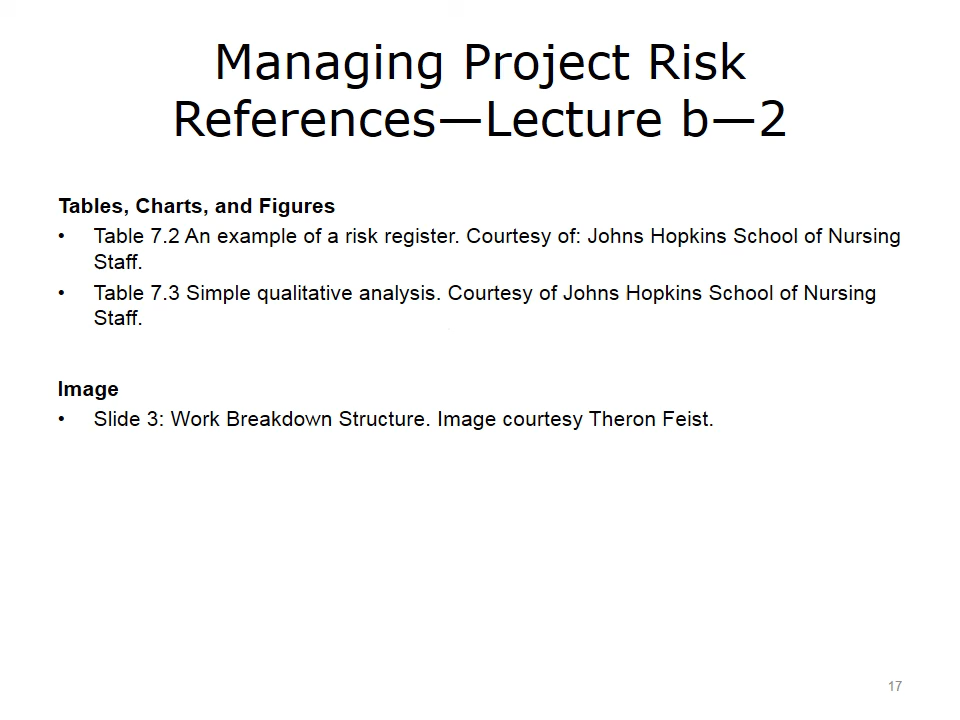 Managing Project Risk
References—Lecture b—2
Tables, Charts, and Figures
• Table 7.2 An example of a risk register. Courtesy of: Johns Hopkins School of Nursing
Staff.
• Table 7.3 Simple qualitative analysis. Courtesy of Johns Hopkins School of Nursing
Staff.
Image
• Slide 3: Work Breakdown Structure. Image courtesy Theron Feist.
17